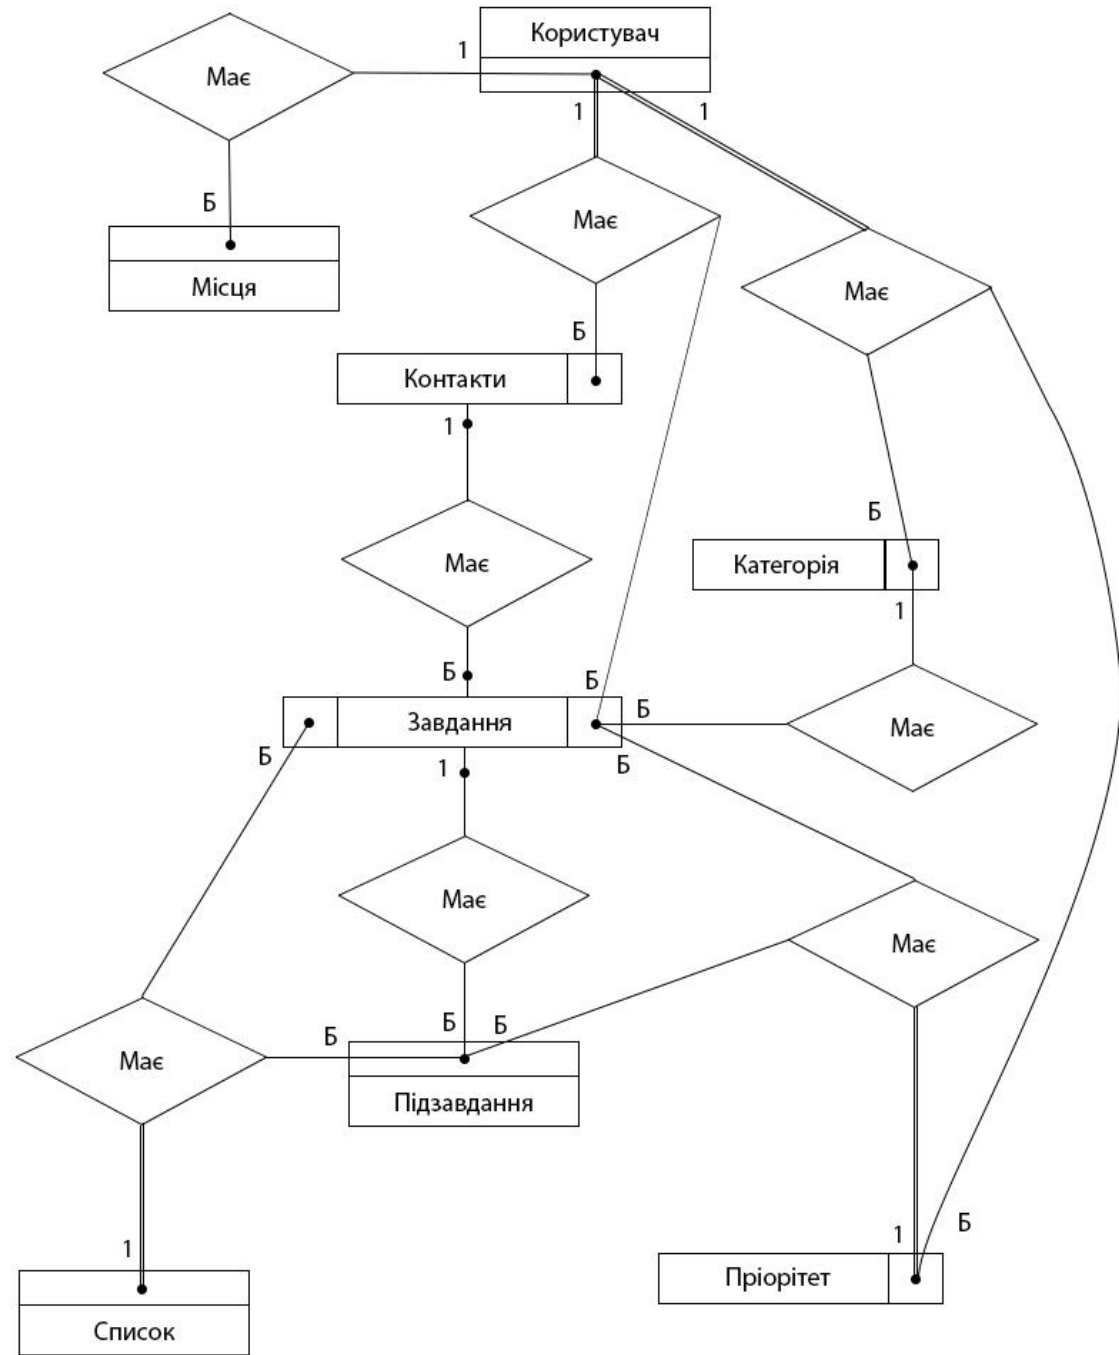 Користувач
1
Має
1
1
Б
Має
Має
Місця
Б
Контакти
1
Б
Має
Категорія
1
Б
Б
Б
Завдання
Має
Б
1
Б
Має
Має
Б
Б
Б
Має
Підзавдання
1
1
Б
Пріорітет
Список